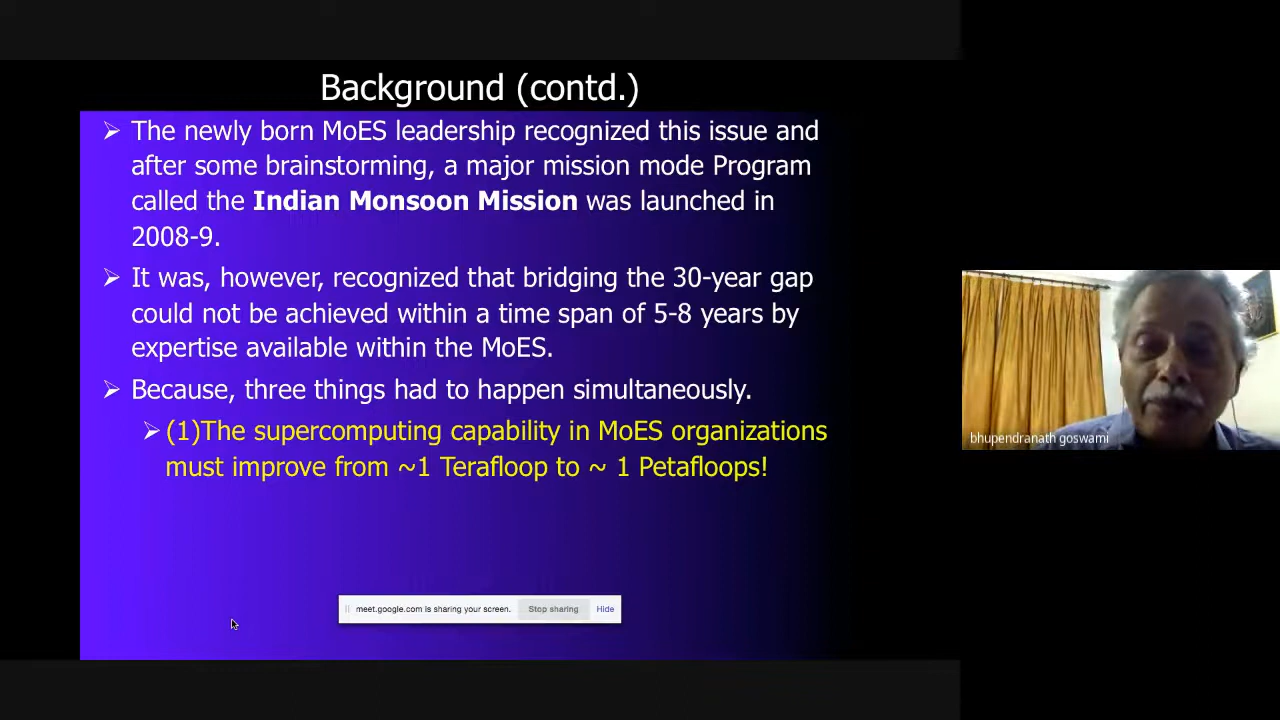 Background (contd.)
The newly born MoES leadership recognized this issue and
after some brainstorming, a major mission mode Program
called the Indian Monsoon Mission was launched in
2008-9.
It was, however, recognized that bridging the 30-year gap
could not be achieved within a time span of 5-8 years by
expertise available within the MoES.
Because, three things had to happen simultaneously.
(1)The supercomputing capability in MoES organizations
must improve from ~1 Terafloop to ~ 1 Petafloops!
meet.google.com is sharing your screen. Stop sharing Hide
bhupendranath goswami